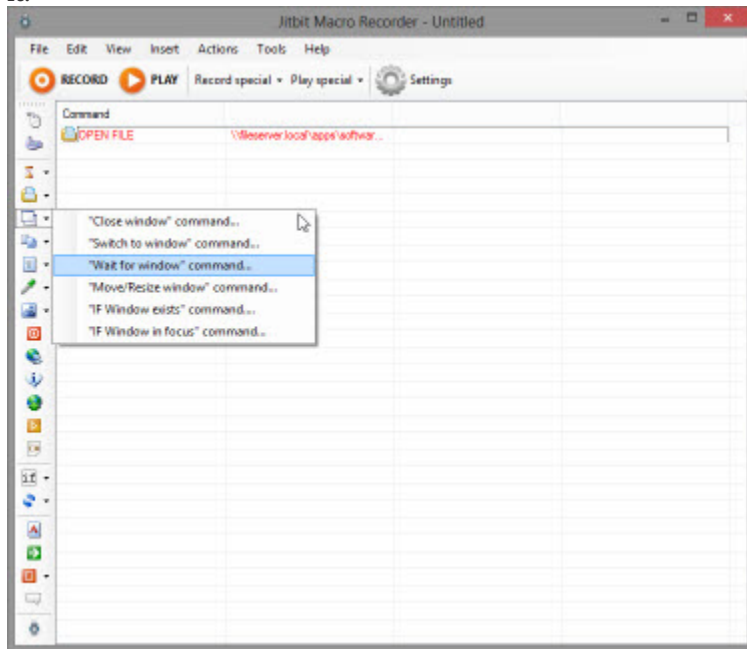 Jitbit Macro Recorder - Untitled
File Edit View Insert Actions Tools Help
RECORD PLAY Record special Play special Settings
Command
OPEN FILE \\fileserver.local\apps\softwar...
"Close window" command...
"Switch to window" command...
"Wait for window" command...
"Move/Resize window" command...
"IF Window exists" command....
"IF Window in focus" command...
if